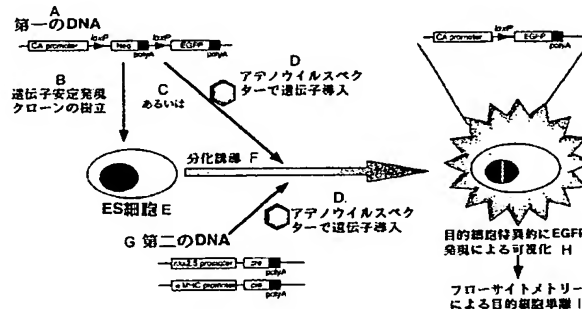 A
第一のDNA
CA promoter loxP Neo polyA loxP EGFP polyA
B
遺伝子安定発現
クローンの樹立
C
あるいは
D
アデノウイルスベク
ターで遺伝子導入
分化誘導 F
ES細胞 E
D.
アデノウイルスベク
ターで遺伝子導入
G 第二のDNA
promoter cre polyA
α MHC promoter cre polyA
CA promoter loxP EGFP polyA
目的細胞特異的にEGFP
発現による可視化 H
フローサイトメトリー
による目的細胞単離 I